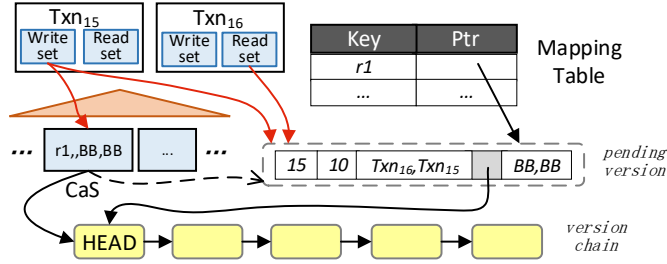 Txn15
Write set
Read set
Txn16
Write set
Read set
Key
Ptr
r1
...
...
Mapping Table
...
r1,,BB,BB
...
...
CaS
15
10
Txn16,Txn15
BB,BB
pending version
HEAD
version chain